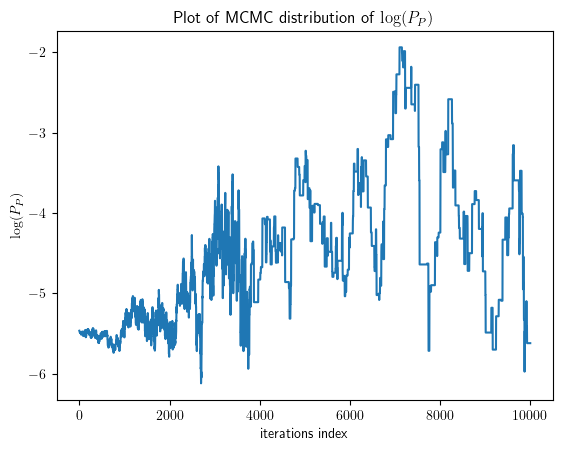 Plot of MCMC distribution of log(P_P)
−2
−3
−4
−5
−6
log(P_P)
0 2000 4000 6000 8000 10000
iterations index